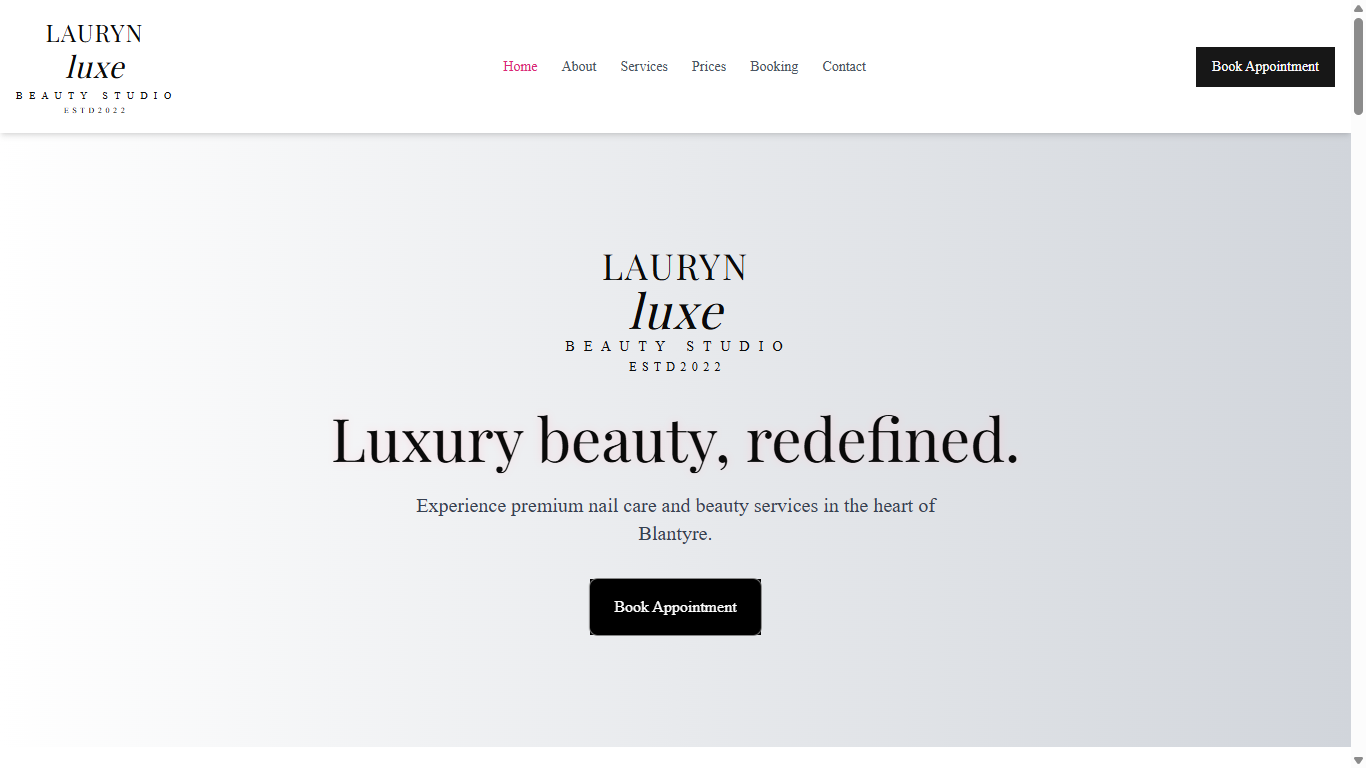 LAURYN
luxe
BEAUTY STUDIO
ESTD2022
Home About Services Prices Booking Contact
Book Appointment
LAURYN
luxe
BEAUTY STUDIO
ESTD2022
Luxury beauty, redefined.
Experience premium nail care and beauty services in the heart of
Blantyre.
Book Appointment